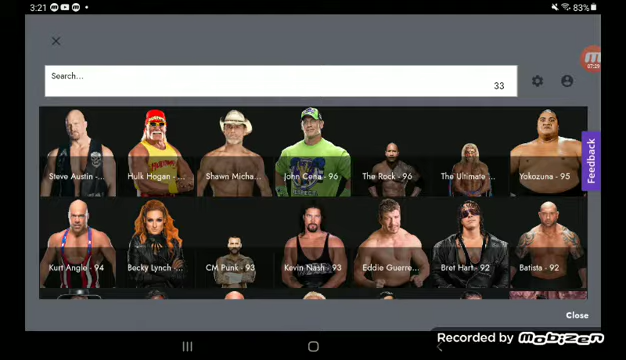 3:21
83%
07:29
Search...
33
Steve Austin -...
Hulk Hogan -...
Shawn Micha...
John Cena - 96
The Rock - 96
The Ultimate ...
Yokozuna - 95
Feedback
Kurt Angle - 94
Becky Lynch -...
CM Punk - 93
Kevin Nash - 93
Eddie Guerre...
Bret Hart - 92
Batista - 92
Close
Recorded by Mobizen